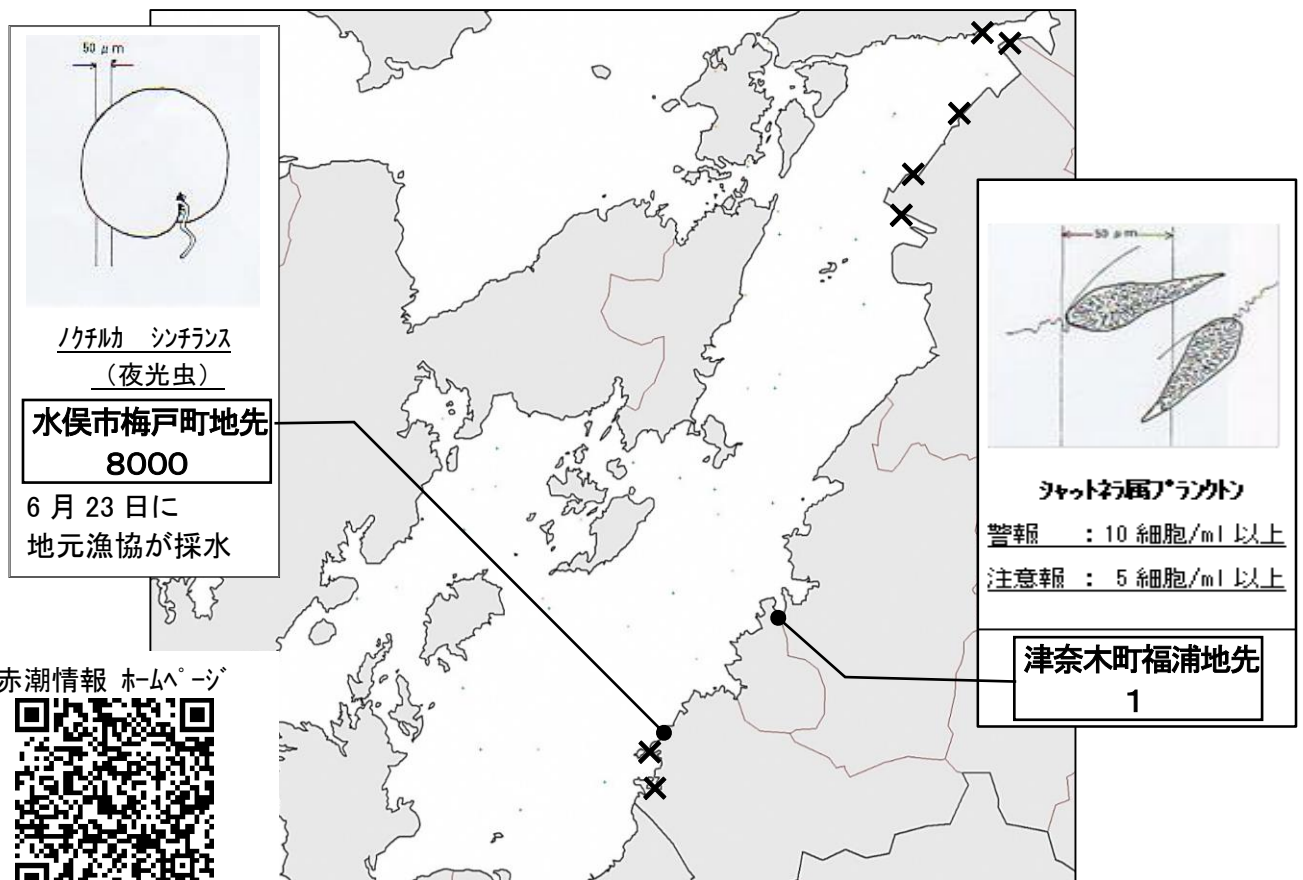 50 μm
ノクチルカ シンチランス
（夜光虫）
水俣市梅戸町地先
8000
6 月 23 日に
地元漁協が採水
50 μm
シャットネラ属プランクトン
警報 ：10 細胞/ml 以上
注意報 ： 5 細胞/ml 以上
津奈木町福浦地先
1
赤潮情報 ホームページ